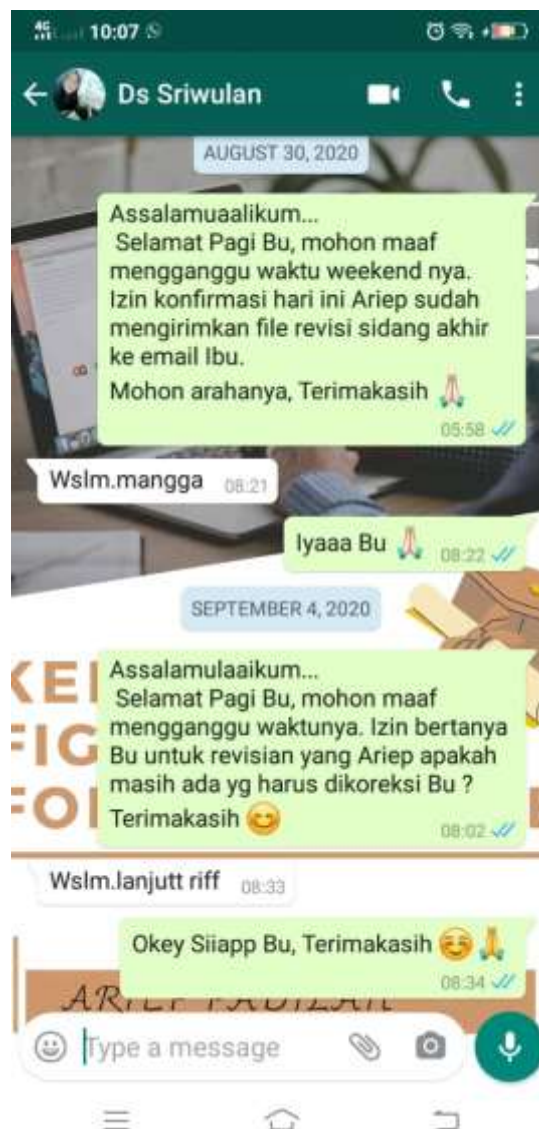 4G 10:07
Ds Sriwulan
AUGUST 30, 2020
Assalamuaalikum...
Selamat Pagi Bu, mohon maaf
mengganggu waktu weekend nya.
Izin konfirmasi hari ini Ariep sudah
mengirimkan file revisi sidang akhir
ke email Ibu.
Mohon arahanya, Terimakasih 🙏
05:58
Wslm.mangga 08:21
Iyaaa Bu 🙏 08:22
SEPTEMBER 4, 2020
Assalamulaaikum...
Selamat Pagi Bu, mohon maaf
mengganggu waktunya. Izin bertanya
Bu untuk revisian yang Ariep apakah
masih ada yg harus dikoreksi Bu ?
Terimakasih 😊
08:02
Wslm.lanjutt riff 08:33
Okey Siiapp Bu, Terimakasih ☺️🙏
08:34
Type a message